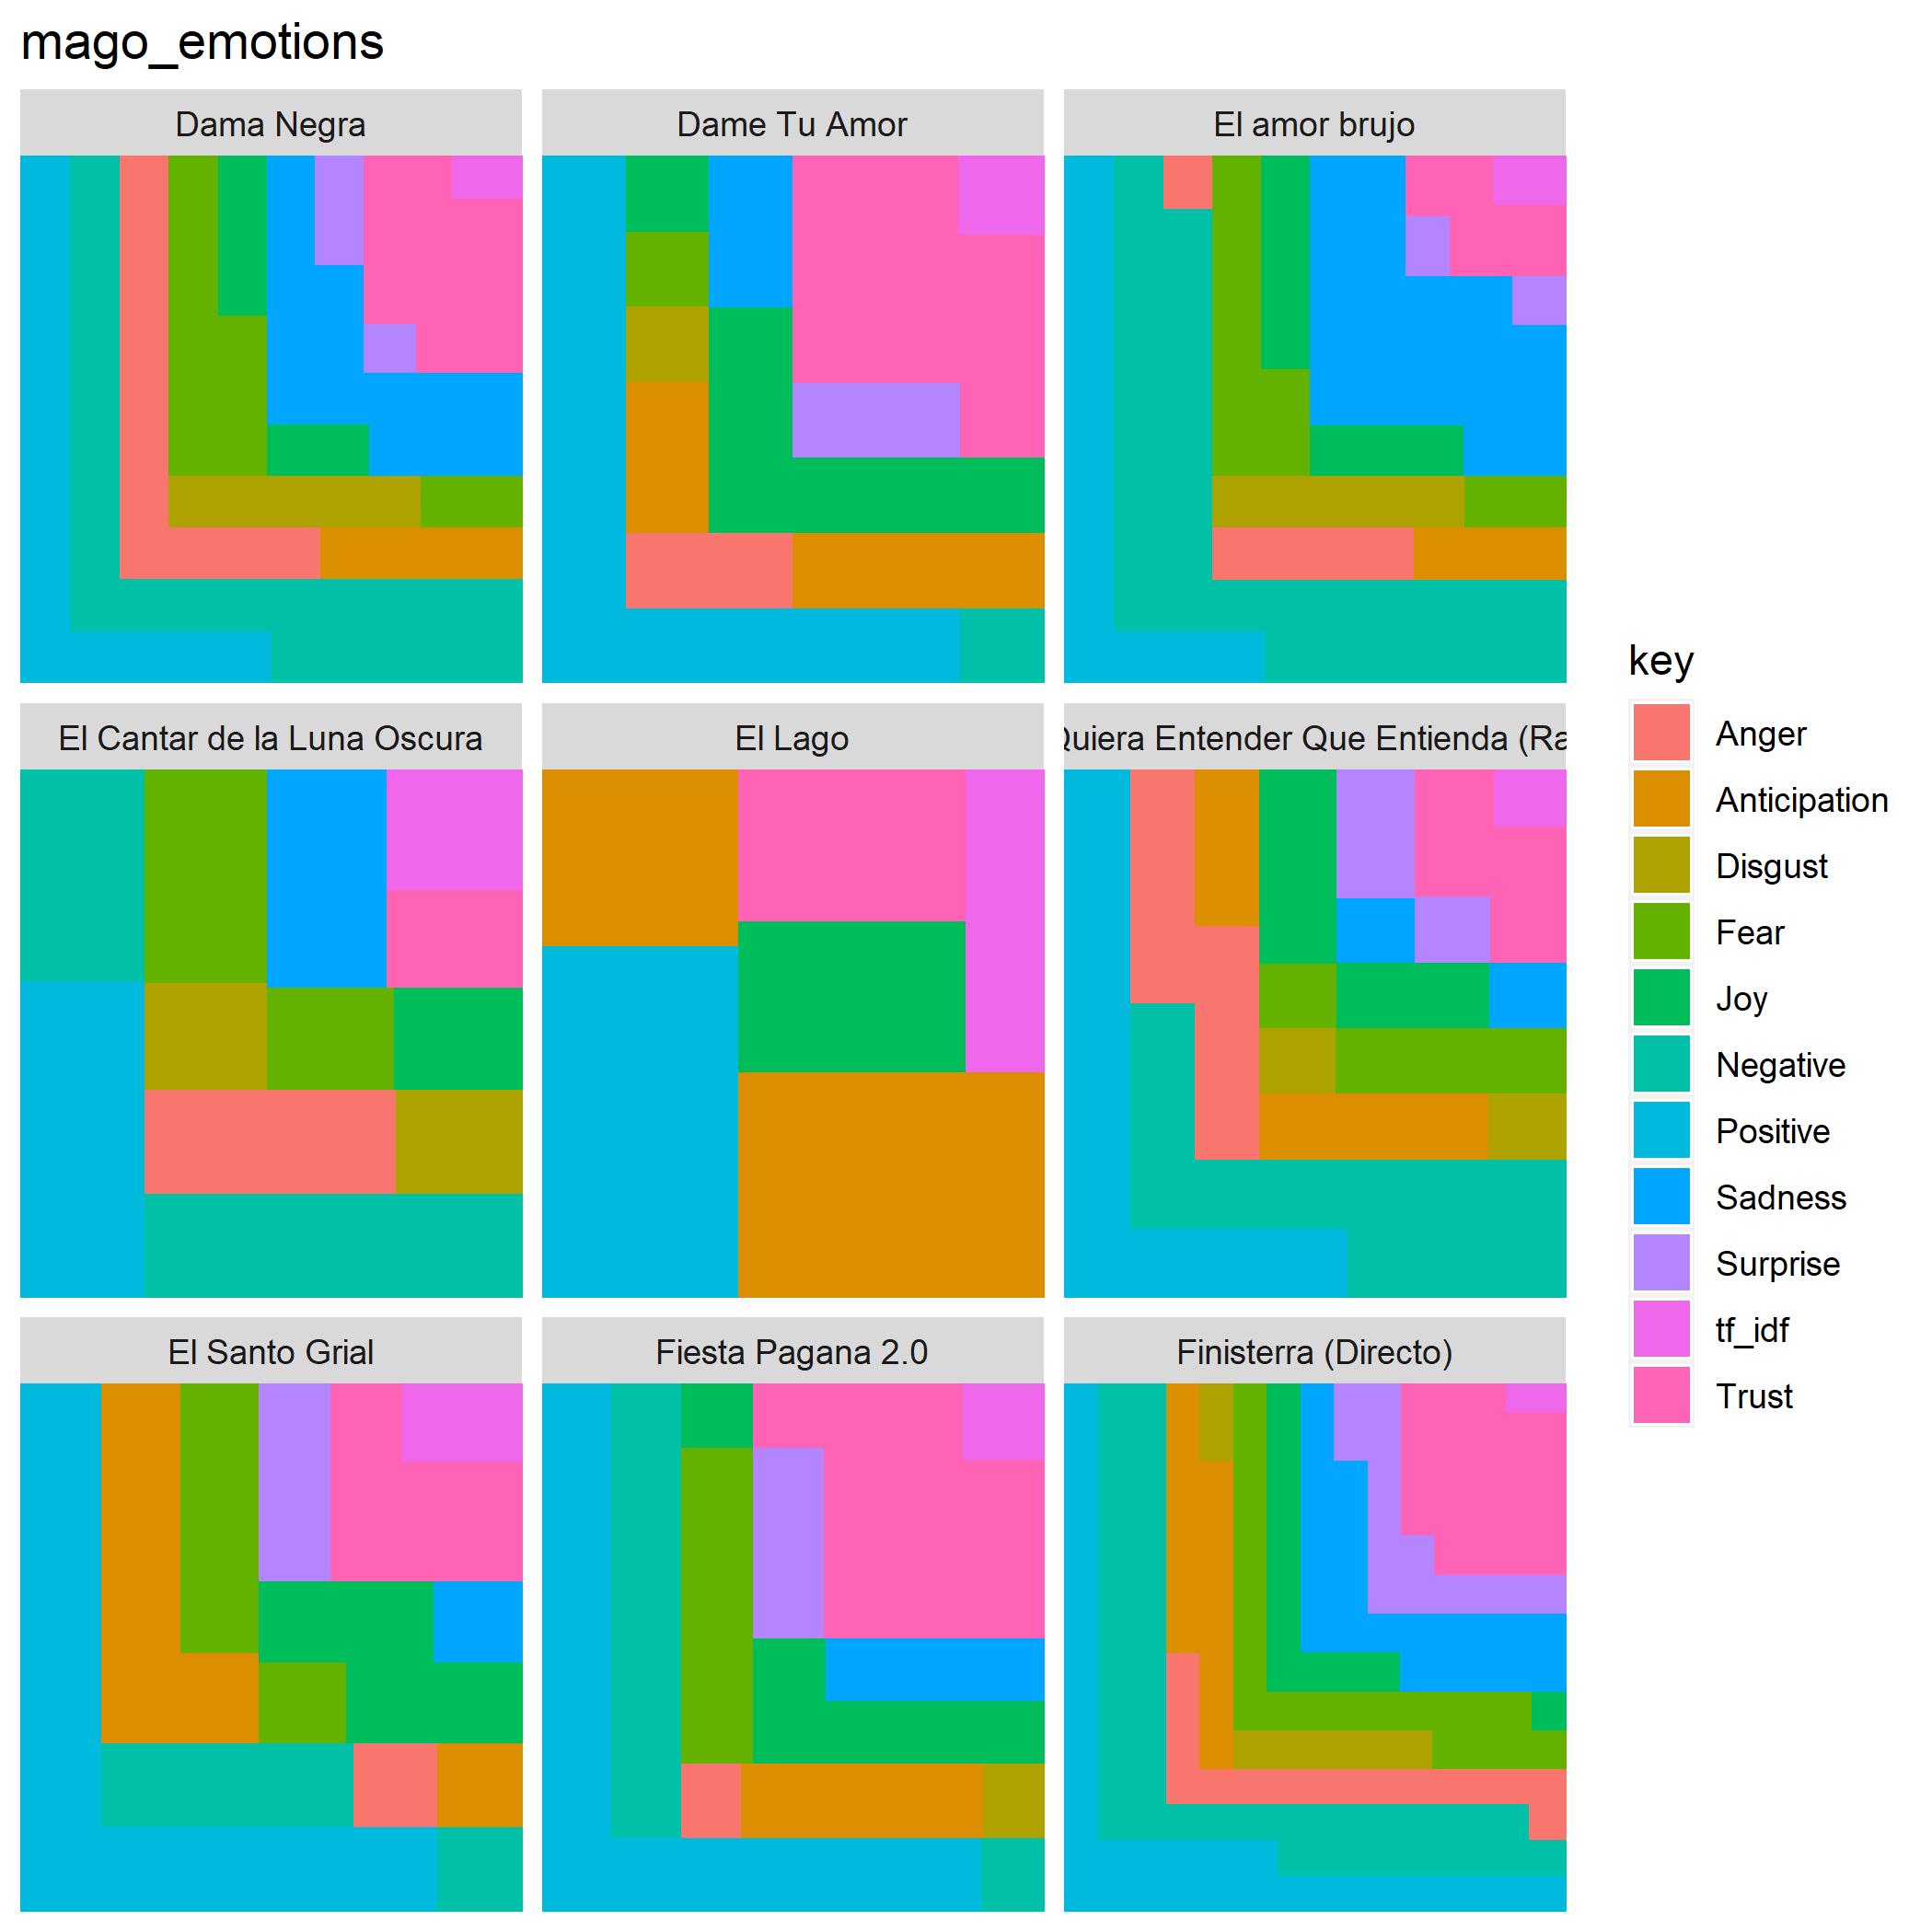 mago_emotions
Dama Negra
Dame Tu Amor
El amor brujo
El Cantar de la Luna Oscura
El Lago
Quiera Entender Que Entienda (Ra
El Santo Grial
Fiesta Pagana 2.0
Finisterra (Directo)
key
Anger
Anticipation
Disgust
Fear
Joy
Negative
Positive
Sadness
Surprise
tf_idf
Trust